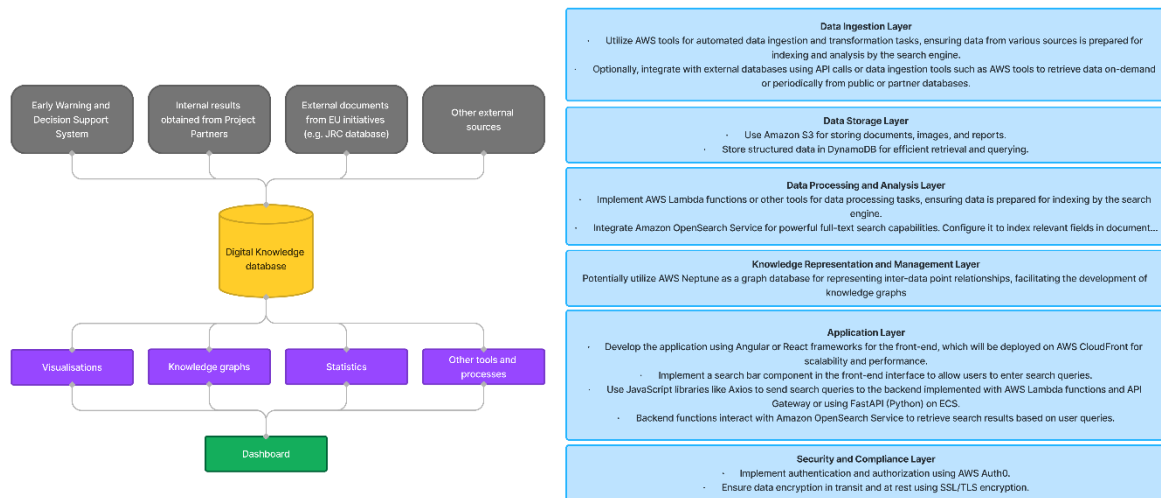 Early Warning and
Decision Support
System
Internal results
obtained from Project
Partners
External documents
from EU initiatives
(e.g. JRC database)
Other external
sources
Digital Knowledge
database
Visualisations
Knowledge graphs
Statistics
Other tools and
processes
Dashboard
Data Ingestion Layer
· Utilize AWS tools for automated data ingestion and transformation tasks, ensuring data from various sources is prepared for
indexing and analysis by the search engine.
· Optionally, integrate with external databases using API calls or data ingestion tools such as AWS tools to retrieve data on-demand
or periodically from public or partner databases.
Data Storage Layer
· Use Amazon S3 for storing documents, images, and reports.
· Store structured data in DynamoDB for efficient retrieval and querying.
Data Processing and Analysis Layer
· Implement AWS Lambda functions or other tools for data processing tasks, ensuring data is prepared for indexing by the search
engine.
· Integrate Amazon OpenSearch Service for powerful full-text search capabilities. Configure it to index relevant fields in document...
Knowledge Representation and Management Layer
Potentially utilize AWS Neptune as a graph database for representing inter-data point relationships, facilitating the development of
knowledge graphs
Application Layer
· Develop the application using Angular or React frameworks for the front-end, which will be deployed on AWS CloudFront for
scalability and performance.
· Implement a search bar component in the front-end interface to allow users to enter search queries.
· Use JavaScript libraries like Axios to send search queries to the backend implemented with AWS Lambda functions and API
Gateway or using FastAPI (Python) on ECS.
· Backend functions interact with Amazon OpenSearch Service to retrieve search results based on user queries.
Security and Compliance Layer
· Implement authentication and authorization using AWS Auth0.
· Ensure data encryption in transit and at rest using SSL/TLS encryption.